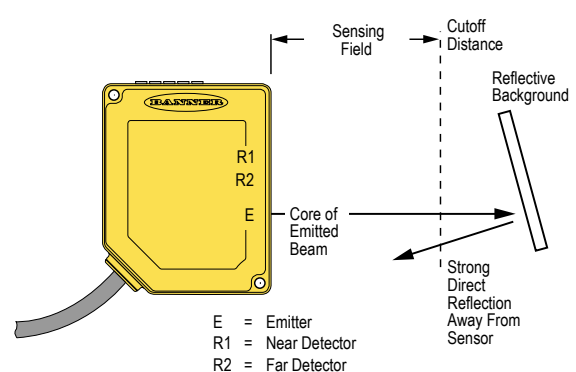 Sensing
Field
Cutoff
Distance
Reflective
Background
BANNER
R1
R2
E
Core of
Emitted
Beam
Strong
Direct
Reflection
Away From
Sensor
E = Emitter
R1 = Near Detector
R2 = Far Detector